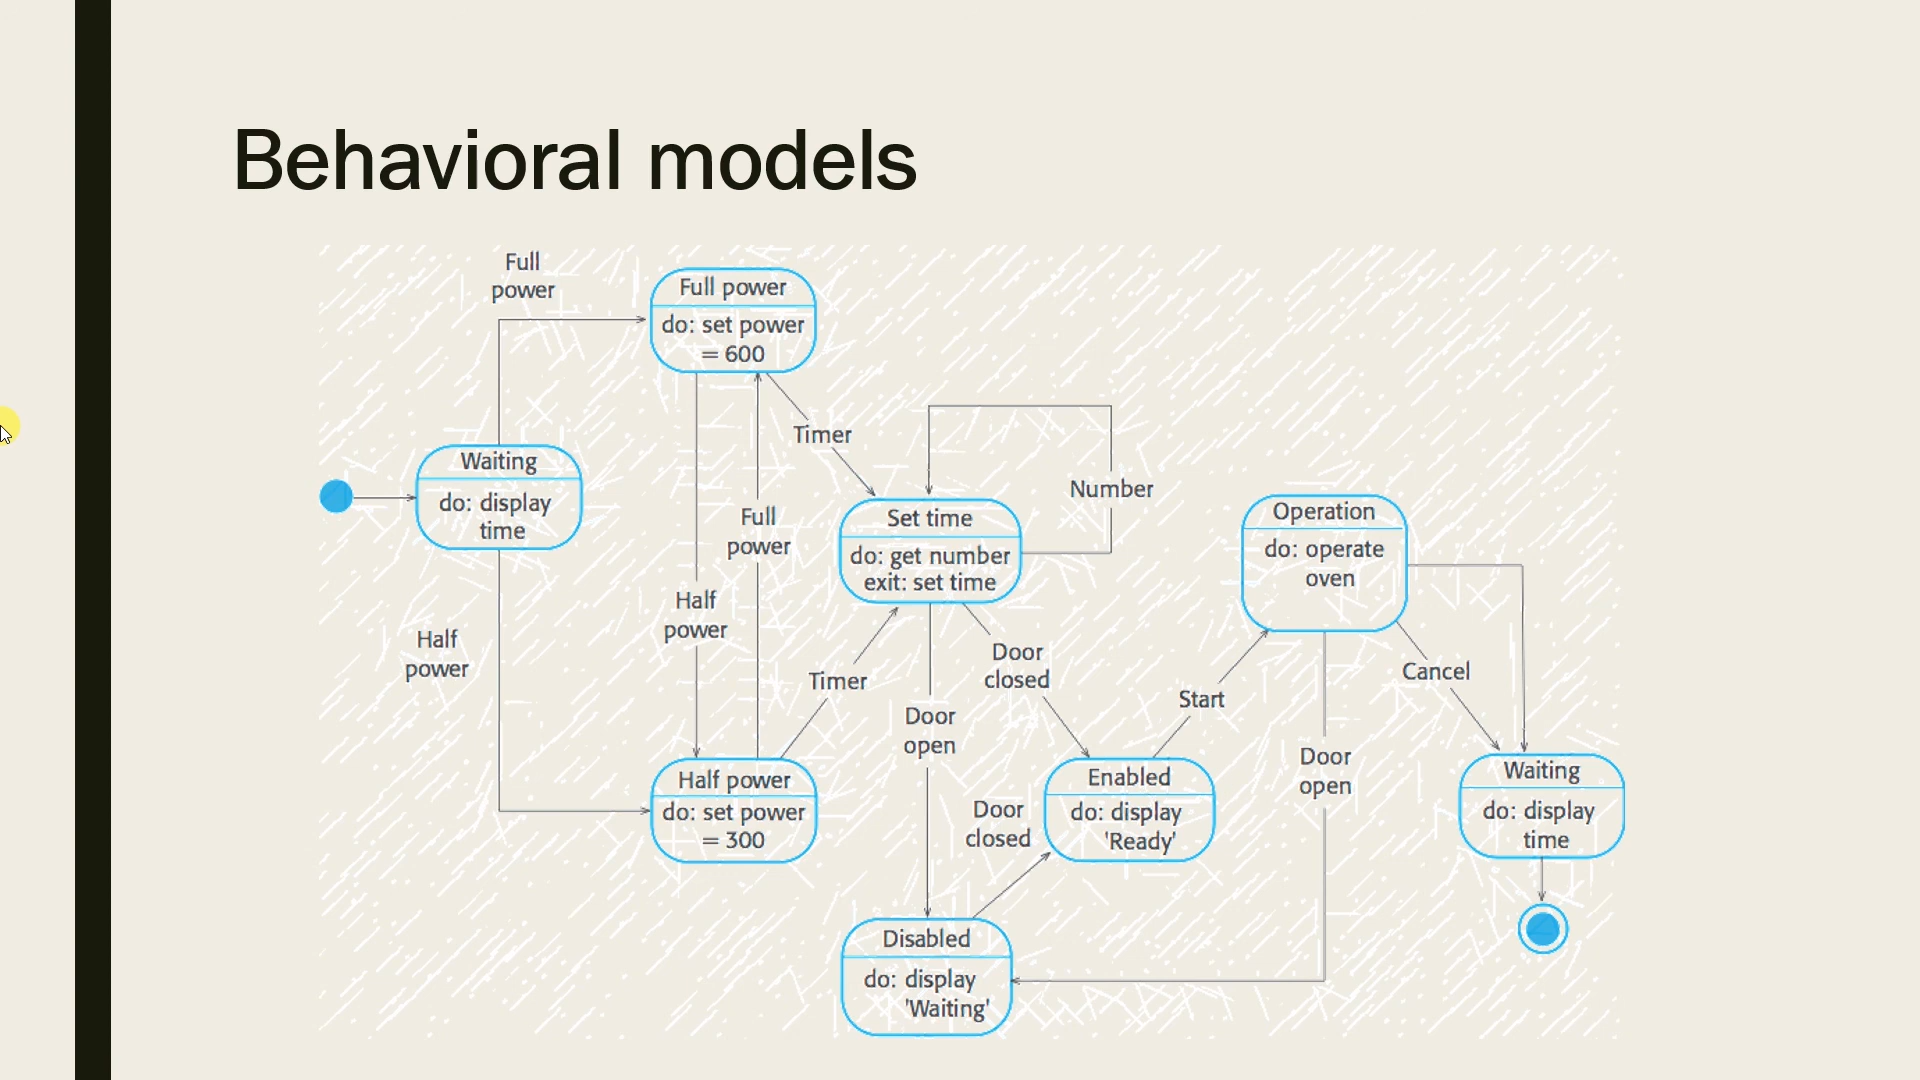 Behavioral models
Full
power
Full power
do: set power
= 600
Timer
Waiting
do: display
time
Number
Full
power
Set time
do: get number
exit: set time
Operation
do: operate
oven
Half
power
Half
power
Timer
Door
closed
Door
open
Start
Cancel
Door
open
Half power
do: set power
= 300
Door
closed
Enabled
do: display
'Ready'
Waiting
do: display
time
Disabled
do: display
'Waiting'